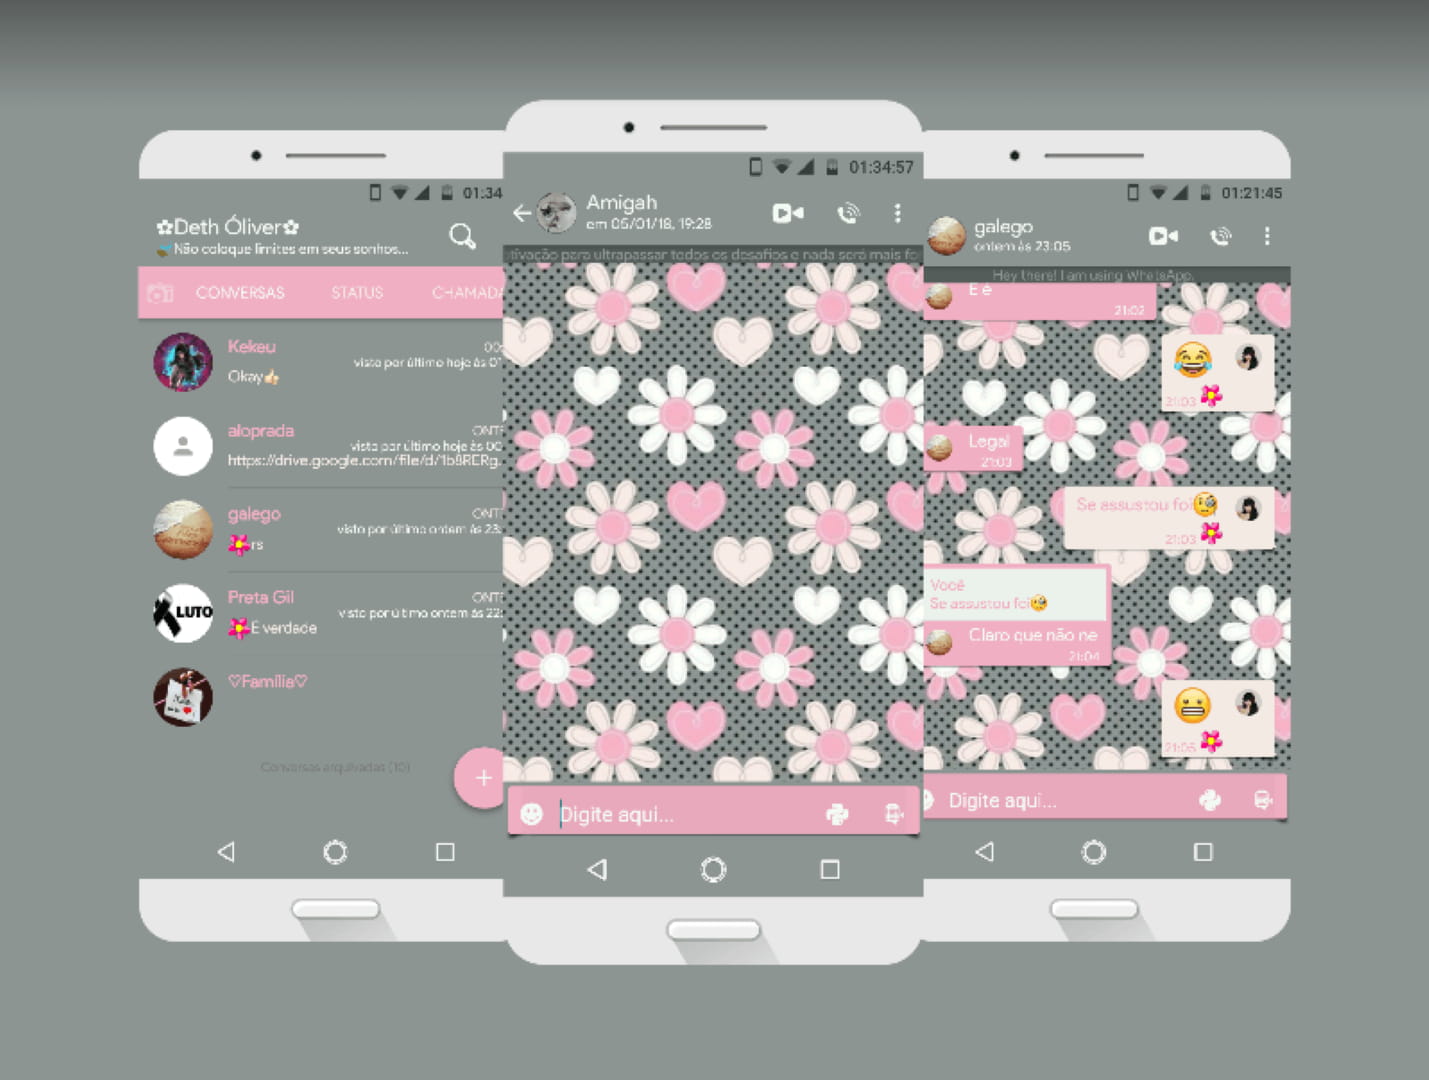 01:34
✿Deth Óliver✿
Não coloque limites em seus sonhos...
CONVERSAS STATUS CHAMADA
Kekeu
visto por último hoje às
Okay👍🏻
aloprada
visto por último hoje às 00
https://drive.google.com/file/d/1b8RERg.
galego
visto por último ontem às 23:
🌺rs
LUTO
Preta Gil
visto por último ontem às 22:
🌺É verdade
♡Família♡
Conversas arquivadas (10)
01:34:57
Amigah
em 05/01/18, 19:28
tivação para ultrapassar todos os desafios e nada será mais fo
Digite aqui...
01:21:45
galego
ontem às 23:05
Hey there! I am using WhatsApp.
E é
21:02
😂
21:03🌺
Legal
21:03
Se assustou foi🧐
21:03🌺
Você
Se assustou foi🧐
Claro que não ne
21:04
😬
21:05🌺
Digite aqui...